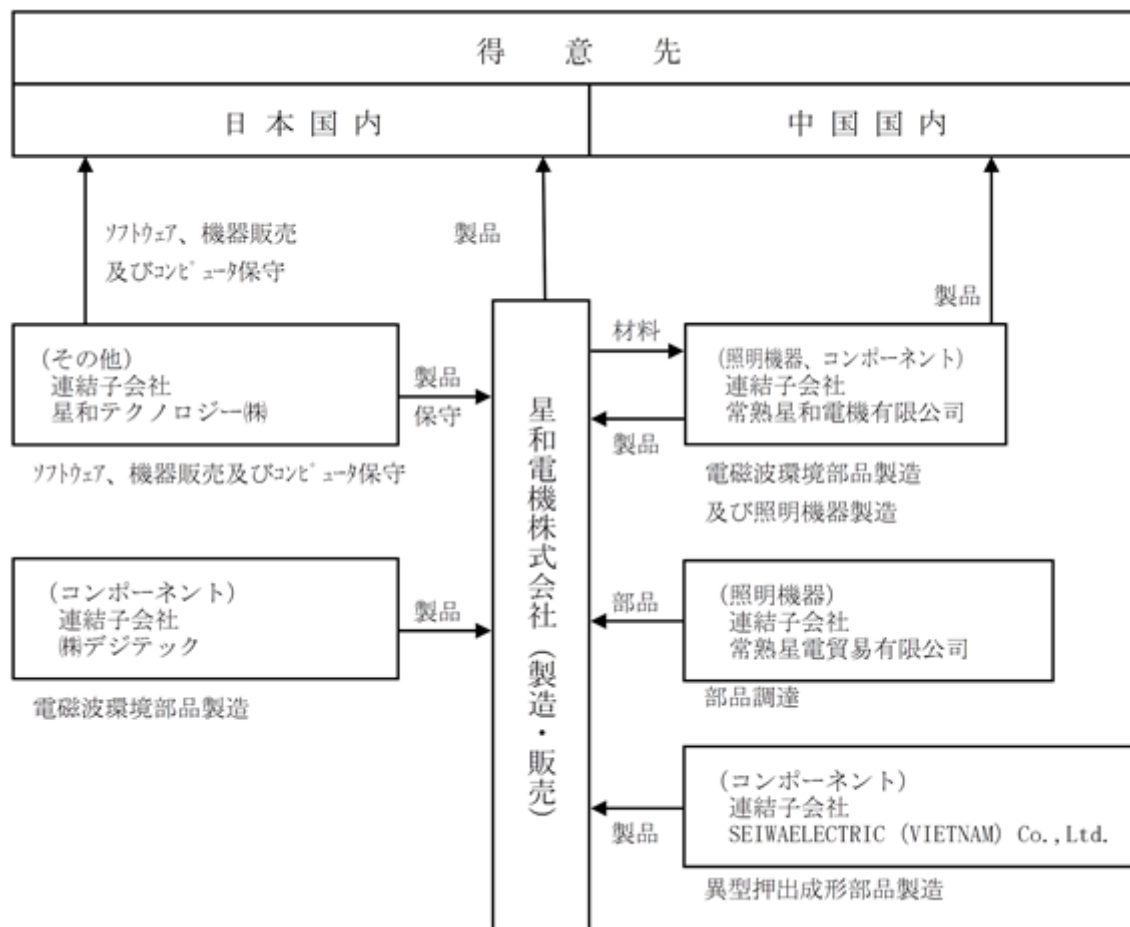 得意先
日本国内
中国国内
ソフトウェア、機器販売
及びコンピュータ保守
製品
製品
(その他)
連結子会社
星和テクノロジー㈱
製品
保守
ソフトウェア、機器販売及びコンピュータ保守
(コンポーネント)
連結子会社
㈱デジテック
製品
電磁波環境部品製造
星和電機株式会社(製造・販売)
材料
製品
(照明機器、コンポーネント)
連結子会社
常熟星和電機有限公司
電磁波環境部品製造
及び照明機器製造
部品
(照明機器)
連結子会社
常熟星電貿易有限公司
部品調達
製品
(コンポーネント)
連結子会社
SEIWAELECTRIC (VIETNAM) Co.,Ltd.
異型押出成形部品製造